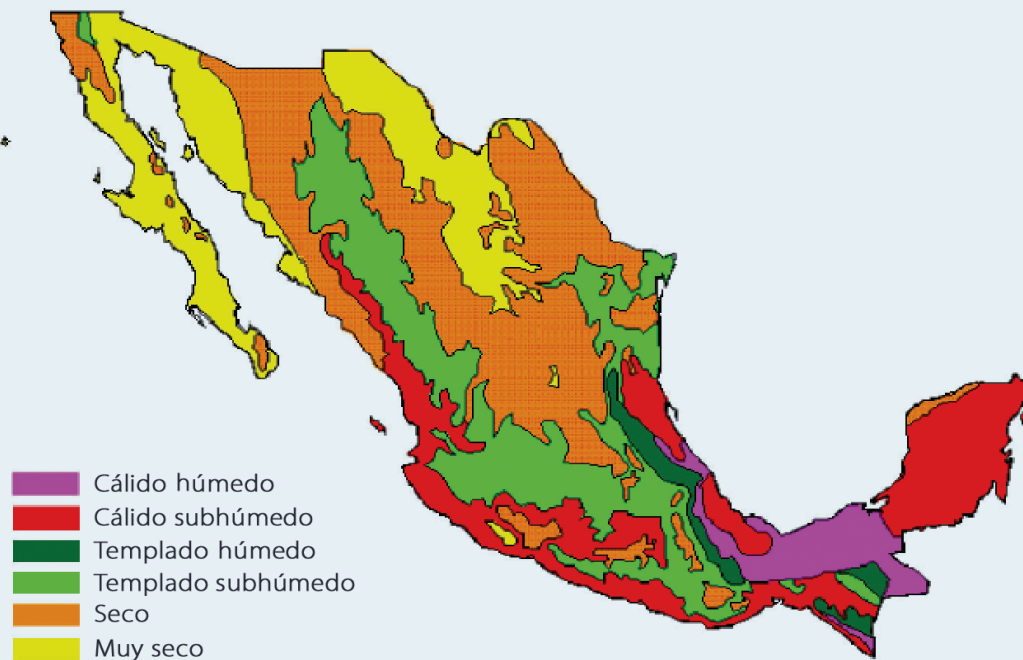 Cálido húmedo
Cálido subhúmedo
Templado húmedo
Templado subhúmedo
Seco
Muy seco